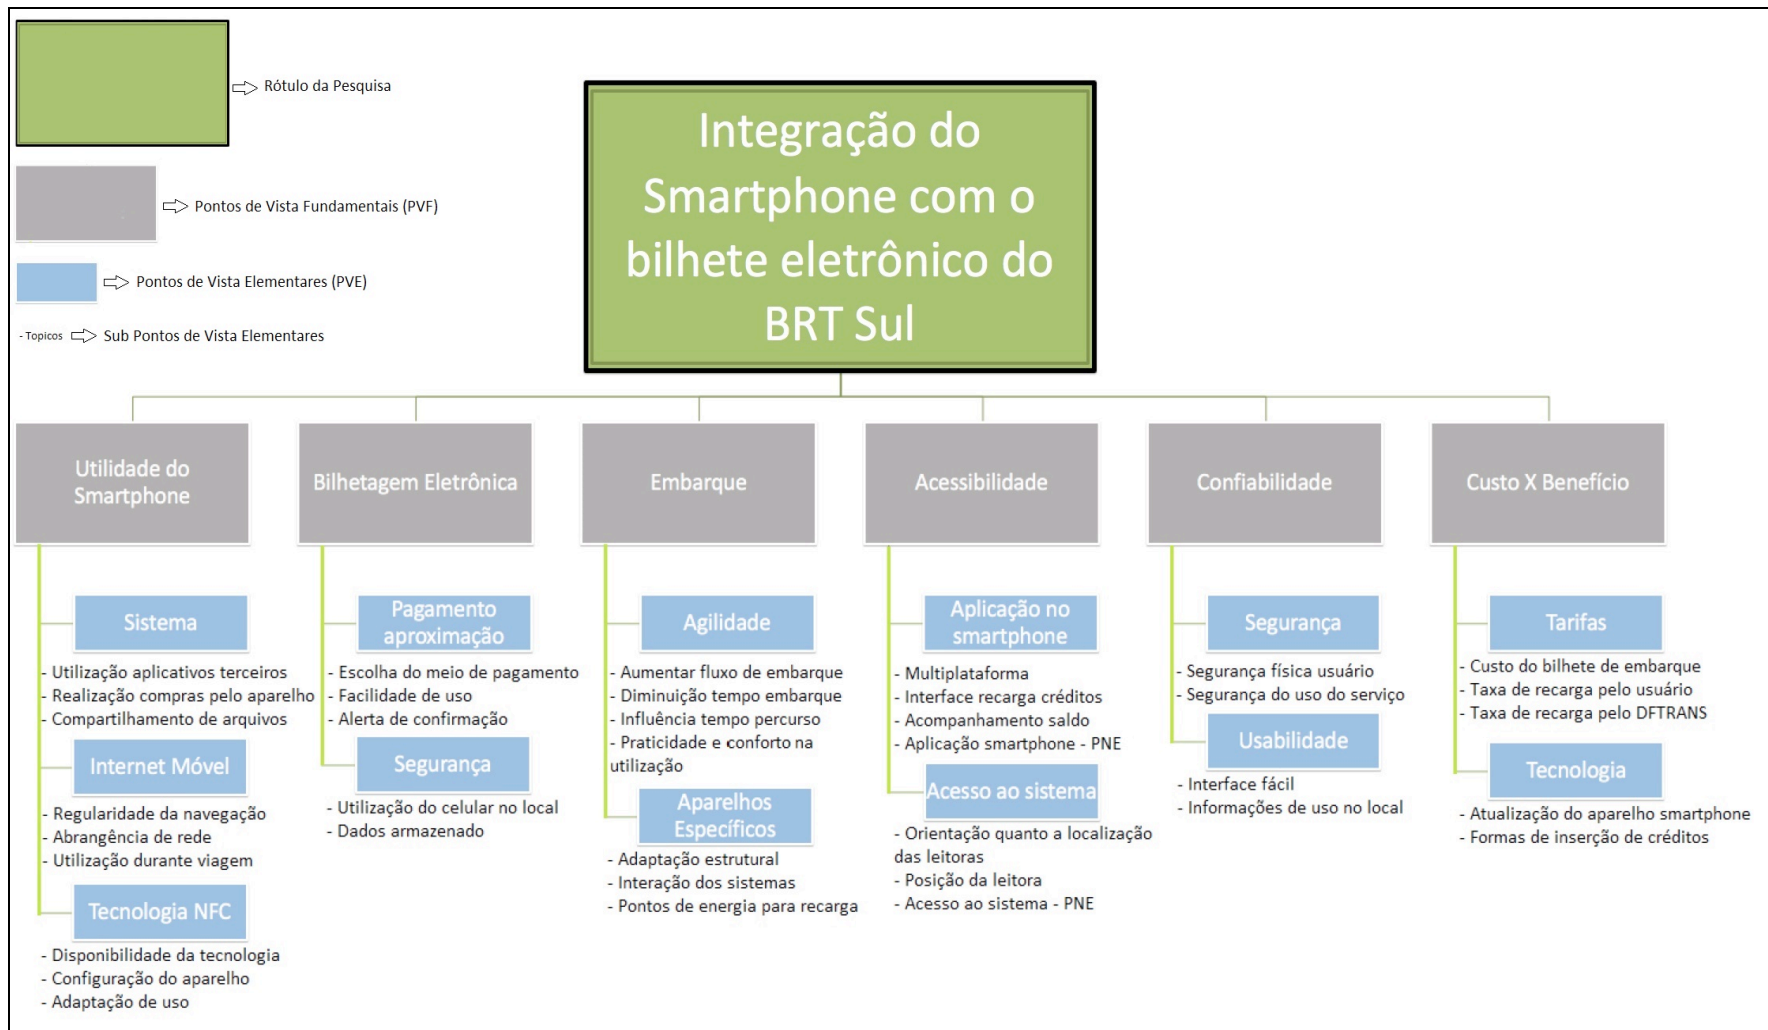 Rótulo da Pesquisa
Pontos de Vista Fundamentais (PVF)
Pontos de Vista Elementares (PVE)
- Topicos
Sub Pontos de Vista Elementares
Integração do
Smartphone com o
bilhete eletrônico do
BRT Sul
Utilidade do
Smartphone
Sistema
- Utilização aplicativos terceiros
- Realização compras pelo aparelho
- Compartilhamento de arquivos
Internet Móvel
- Regularidade da navegação
- Abrangência de rede
- Utilização durante viagem
Tecnologia NFC
- Disponibilidade da tecnologia
- Configuração do aparelho
- Adaptação de uso
Bilhetagem Eletrônica
Pagamento
aproximação
- Escolha do meio de pagamento
- Facilidade de uso
- Alerta de confirmação
Segurança
- Utilização do celular no local
- Dados armazenado
Embarque
Agilidade
- Aumentar fluxo de embarque
- Diminuição tempo embarque
- Influência tempo percurso
- Praticidade e conforto na
utilização
Aparelhos
Específicos
- Adaptação estrutural
- Interação dos sistemas
- Pontos de energia para recarga
Acessibilidade
Aplicação no
smartphone
- Multiplataforma
- Interface recarga créditos
- Acompanhamento saldo
- Aplicação smartphone - PNE
Acesso ao sistema
- Orientação quanto a localização
das leitoras
- Posição da leitora
- Acesso ao sistema - PNE
Confiabilidade
Segurança
- Segurança física usuário
- Segurança do uso do serviço
Usabilidade
- Interface fácil
- Informações de uso no local
Custo X Benefício
Tarifas
- Custo do bilhete de embarque
- Taxa de recarga pelo usuário
- Taxa de recarga pelo DFTRANS
Tecnologia
- Atualização do aparelho smartphone
- Formas de inserção de créditos